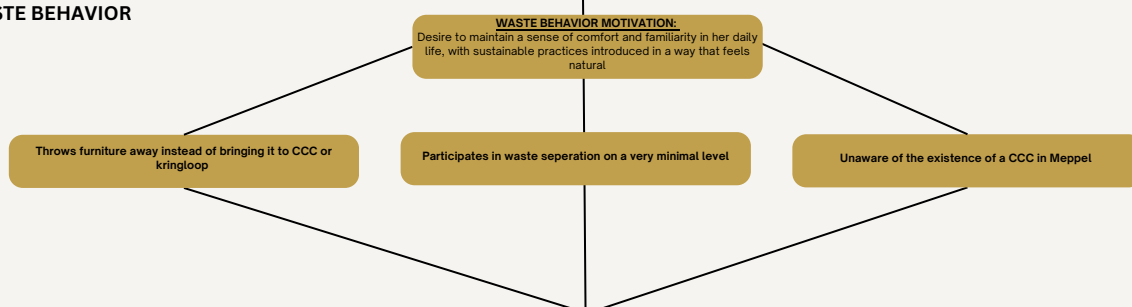 STE BEHAVIOR
WASTE BEHAVIOR MOTIVATION:
Desire to maintain a sense of comfort and familiarity in her daily
life, with sustainable practices introduced in a way that feels
natural
Throws furniture away instead of bringing it to CCC or
kringloop
Participates in waste seperation on a very minimal level
Unaware of the existence of a CCC in Meppel